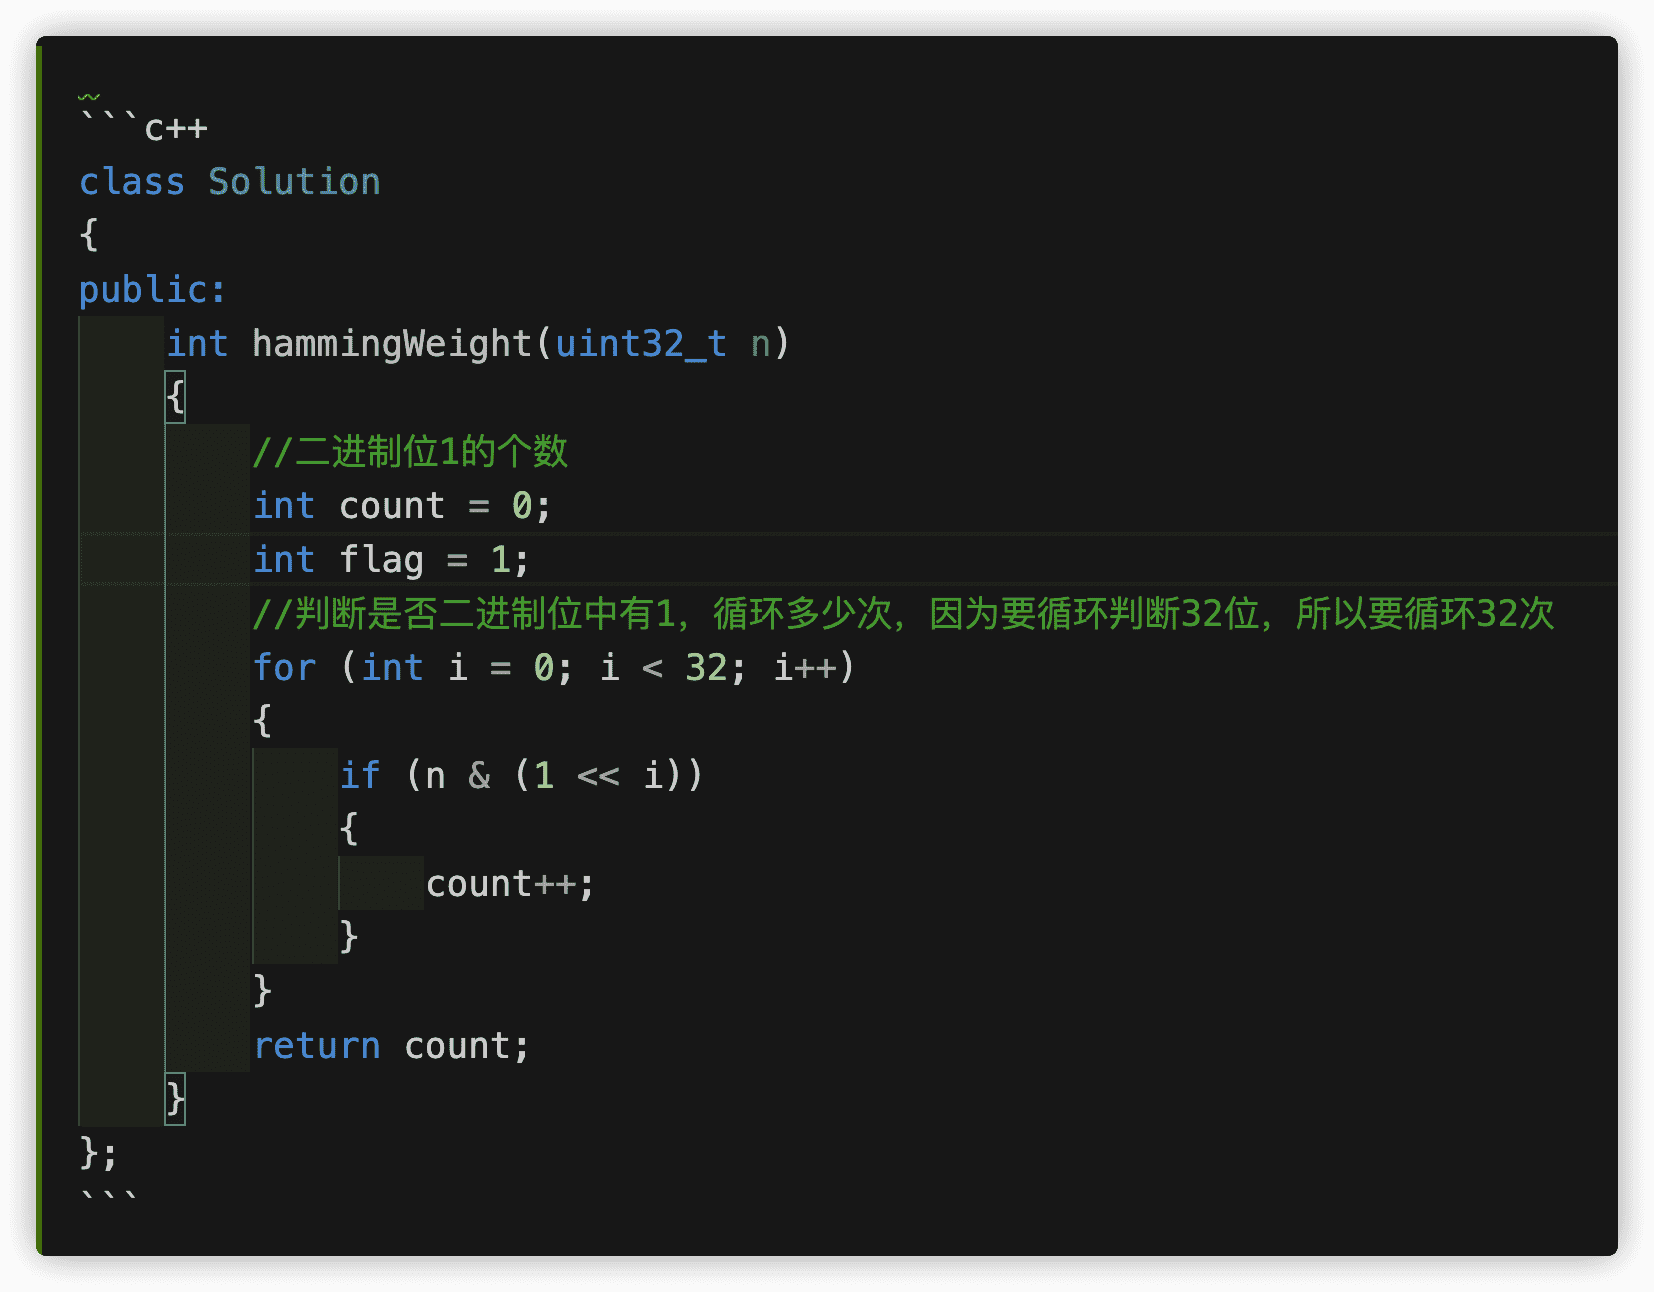 ```c++
class Solution
{
public:
    int hammingWeight(uint32_t n)
    {
        //二进制位1的个数
        int count = 0;
        int flag = 1;
        //判断是否二进制位中有1，循环多少次，因为要循环判断32位，所以要循环32次
        for (int i = 0; i < 32; i++)
        {
            if (n & (1 << i))
            {
                count++;
            }
        }
        return count;
    }
};
```